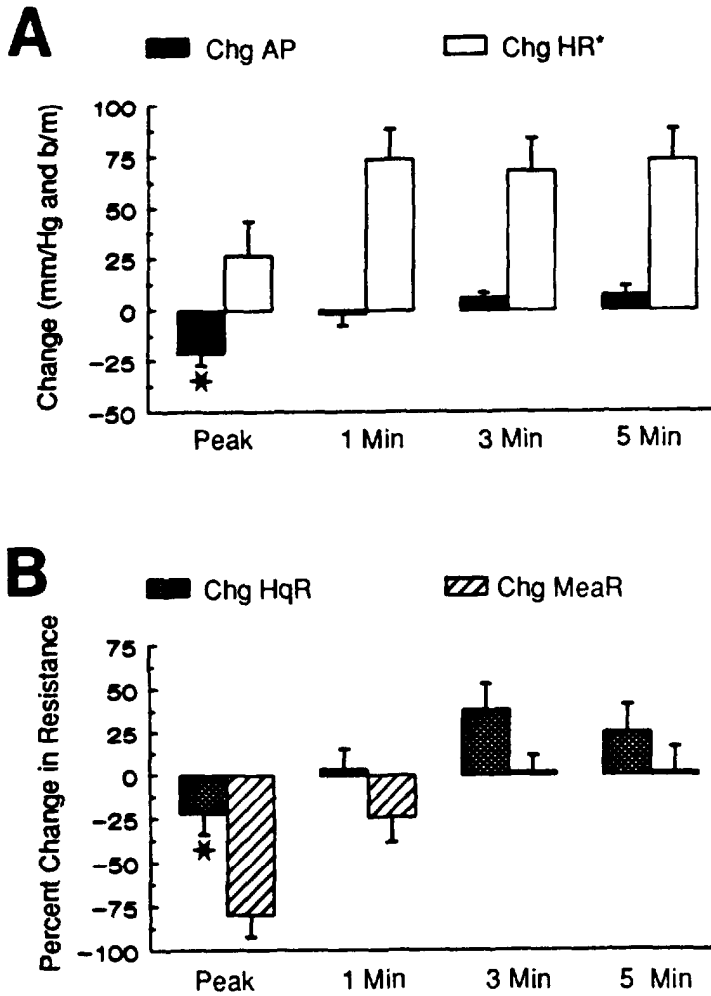 A
Chg AP Chg HR*
Change (mm/Hg and b/m)
100
75
50
25
0
−25
−50
Peak 1 Min 3 Min 5 Min
B
Chg HqR Chg MeaR
Percent Change in Resistance
75
50
25
0
−25
−50
−75
−100
Peak 1 Min 3 Min 5 Min